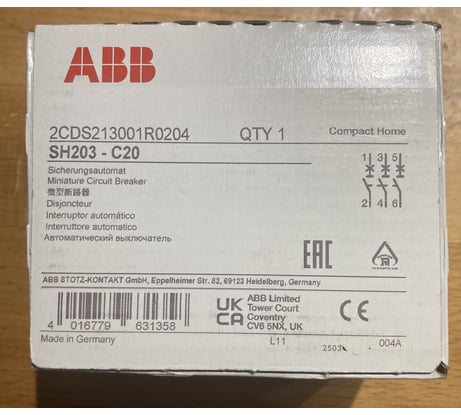 ABB
2CDS213001R0204 QTY 1 Compact Home
SH203 - C20
Sicherungsautomat
Miniature Circuit Breaker
微型断路器
Disjoncteur
Interruptor automático
Interruttore automatico
Автоматический выключатель
1 3 5
2 4 6
EAC
ABB STOTZ-KONTAKT GmbH, Eppelheimer Str. 82, 69123 Heidelberg, Germany
UK
CA
ABB Limited
Tower Court
Coventry
CV6 5NX, UK
CE
4 016779 631358
Made in Germany L11 2503 004A